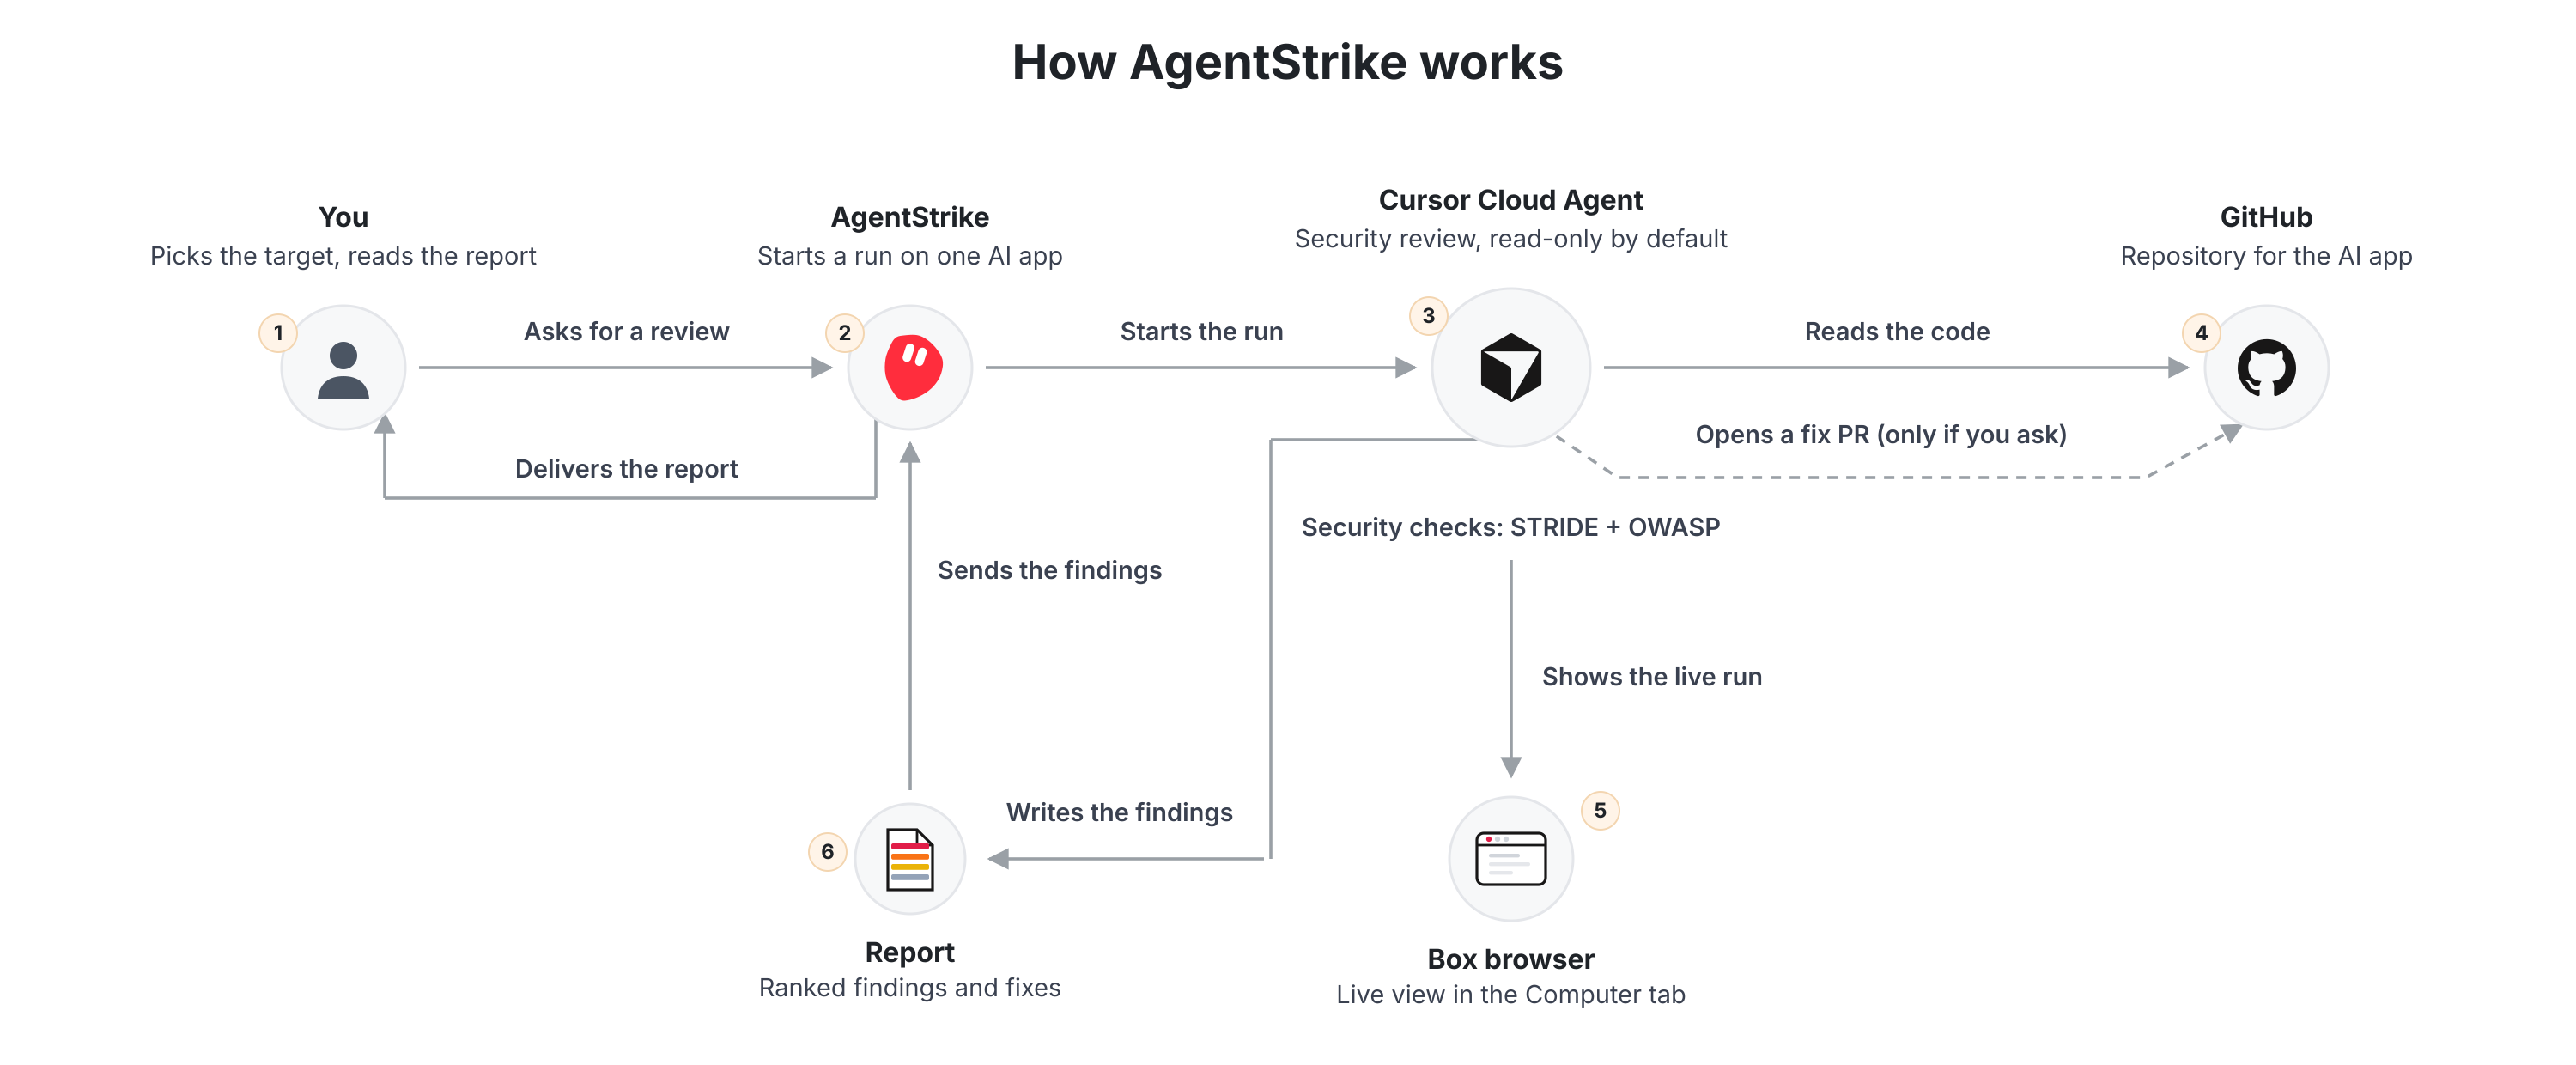 How AgentStrike works
You
Picks the target, reads the report
AgentStrike
Starts a run on one AI app
Cursor Cloud Agent
Security review, read-only by default
GitHub
Repository for the AI app
1
Asks for a review
2
Starts the run
3
Reads the code
4
Delivers the report
Opens a fix PR (only if you ask)
Security checks: STRIDE + OWASP
Sends the findings
Shows the live run
Writes the findings
5
6
Report
Ranked findings and fixes
Box browser
Live view in the Computer tab